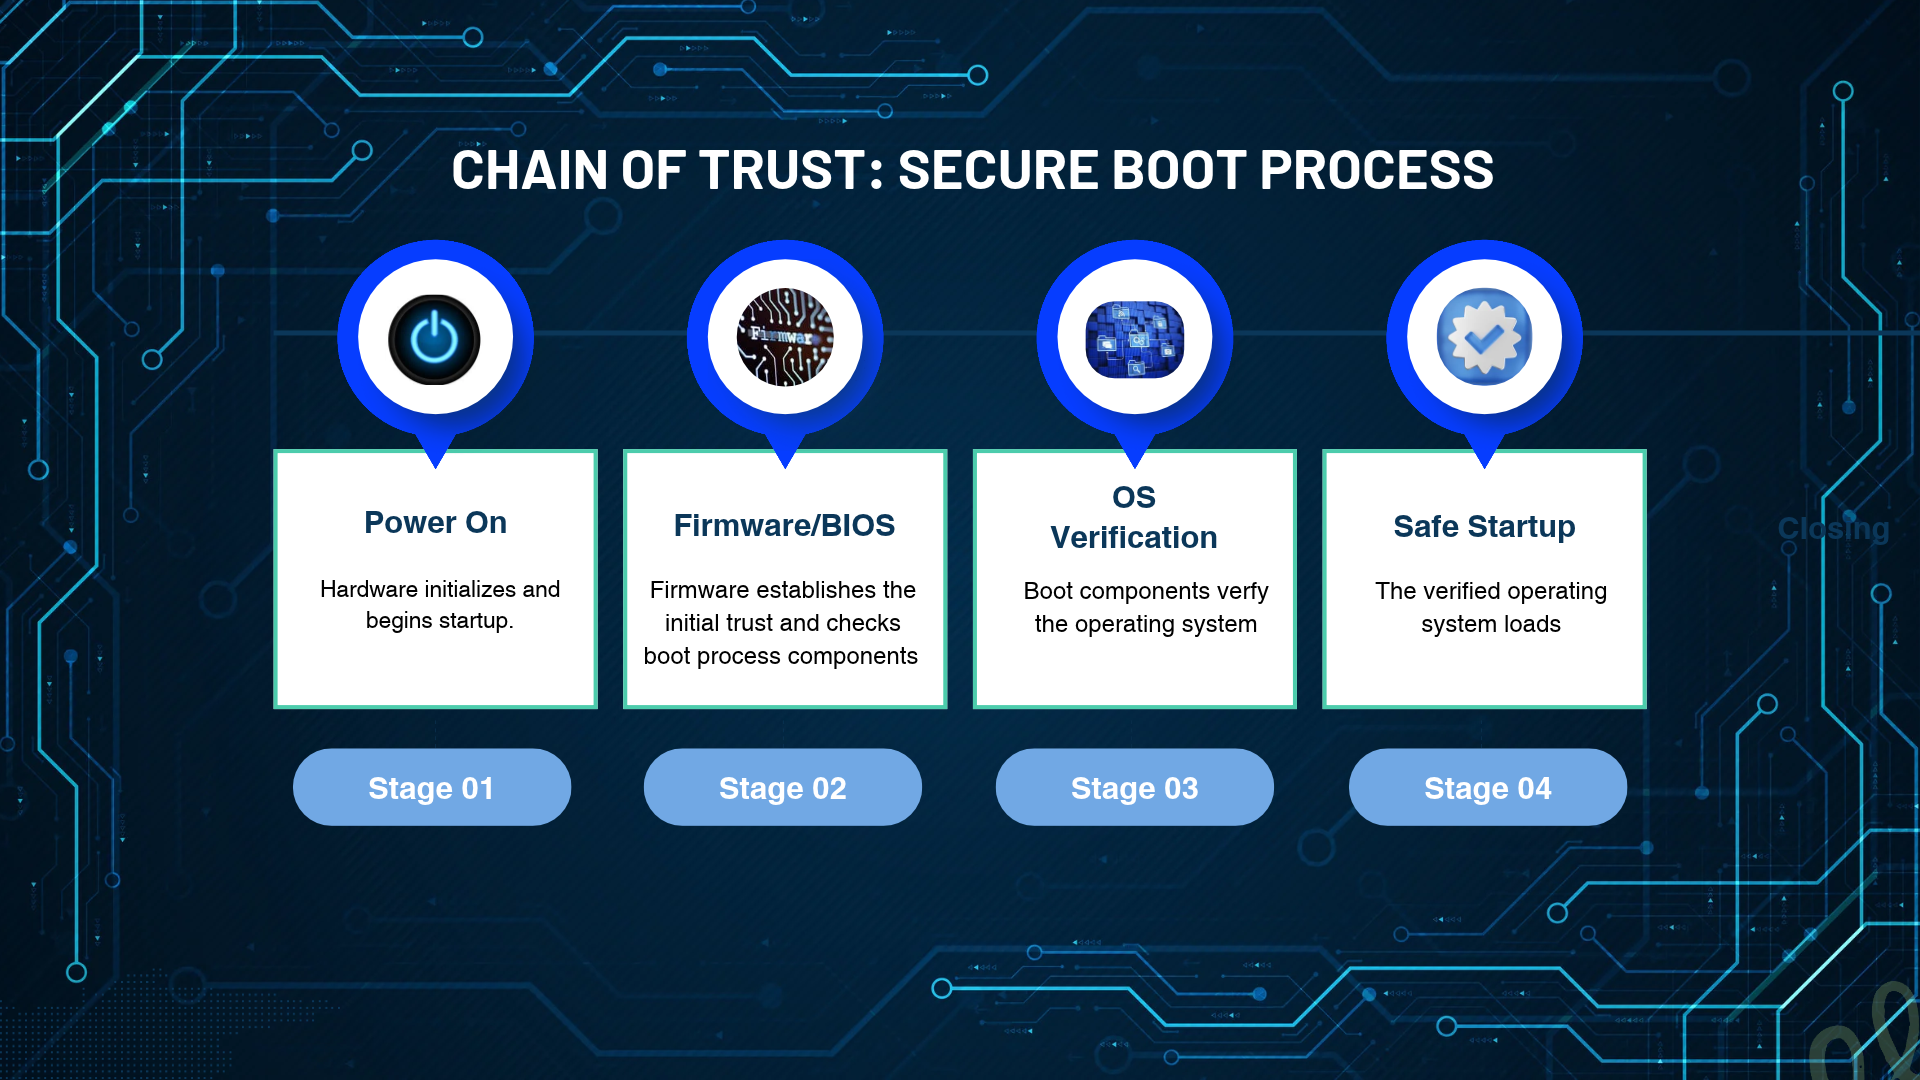 CHAIN OF TRUST: SECURE BOOT PROCESS
Firmwar
Power On
Hardware initializes and
begins startup.
Firmware/BIOS
Firmware establishes the
initial trust and checks
boot process components
OS
Verification
Boot components verfy
the operating system
Safe Startup
The verified operating
system loads
Closing
Stage 01
Stage 02
Stage 03
Stage 04